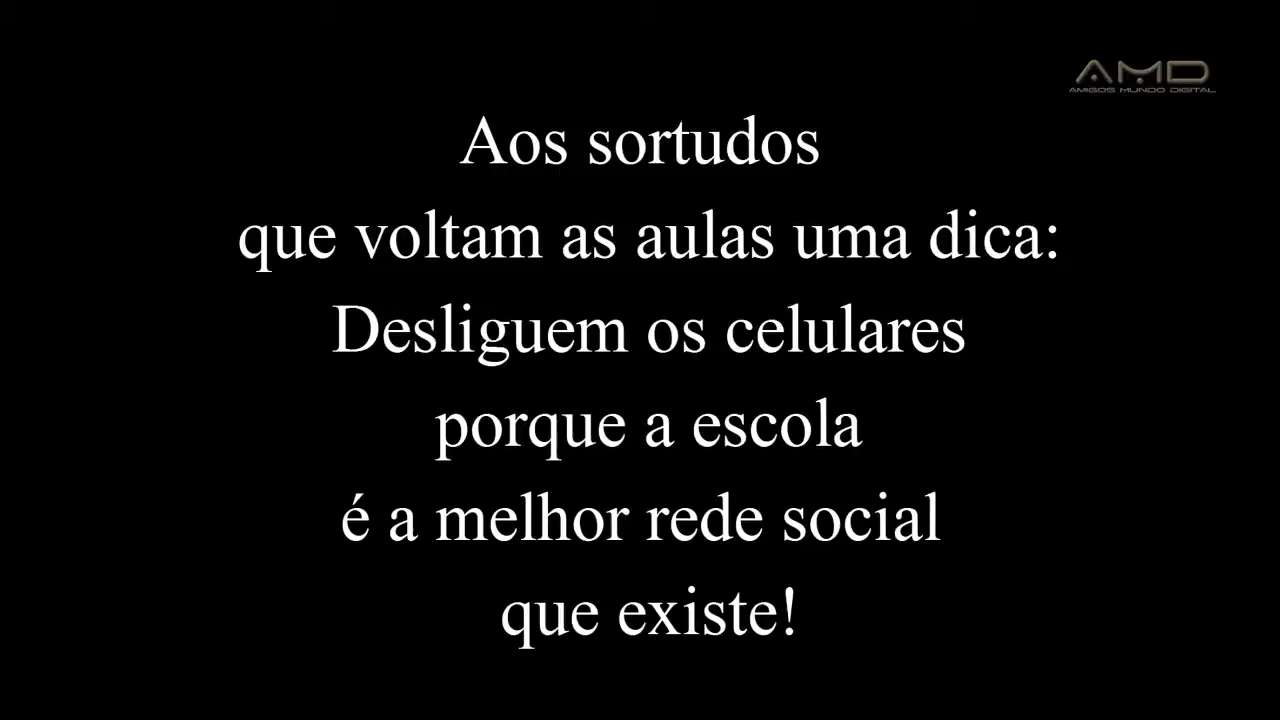 AMD
AMIGOS MUNDO DIGITAL
Aos sortudos
que voltam as aulas uma dica:
Desliguem os celulares
porque a escola
é a melhor rede social
que existe!